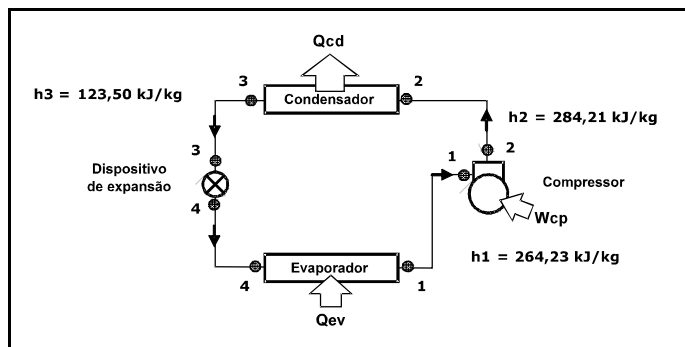 Qcd
3
2
h3 = 123,50 kJ/kg
Condensador
h2 = 284,21 kJ/kg
3
2
1
Dispositivo
de expansão
Compressor
4
Wcp
h1 = 264,23 kJ/kg
Evaporador
4
1
Qev